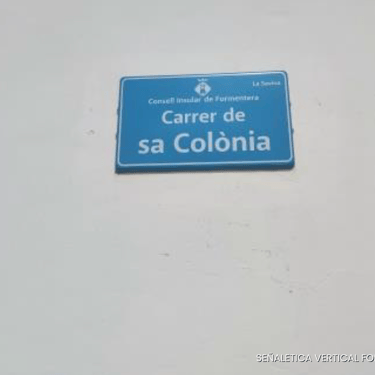 La Savina
Consell Insular de Formentera
Carrer de
sa Colònia
SEÑALETICA VERTICAL FO